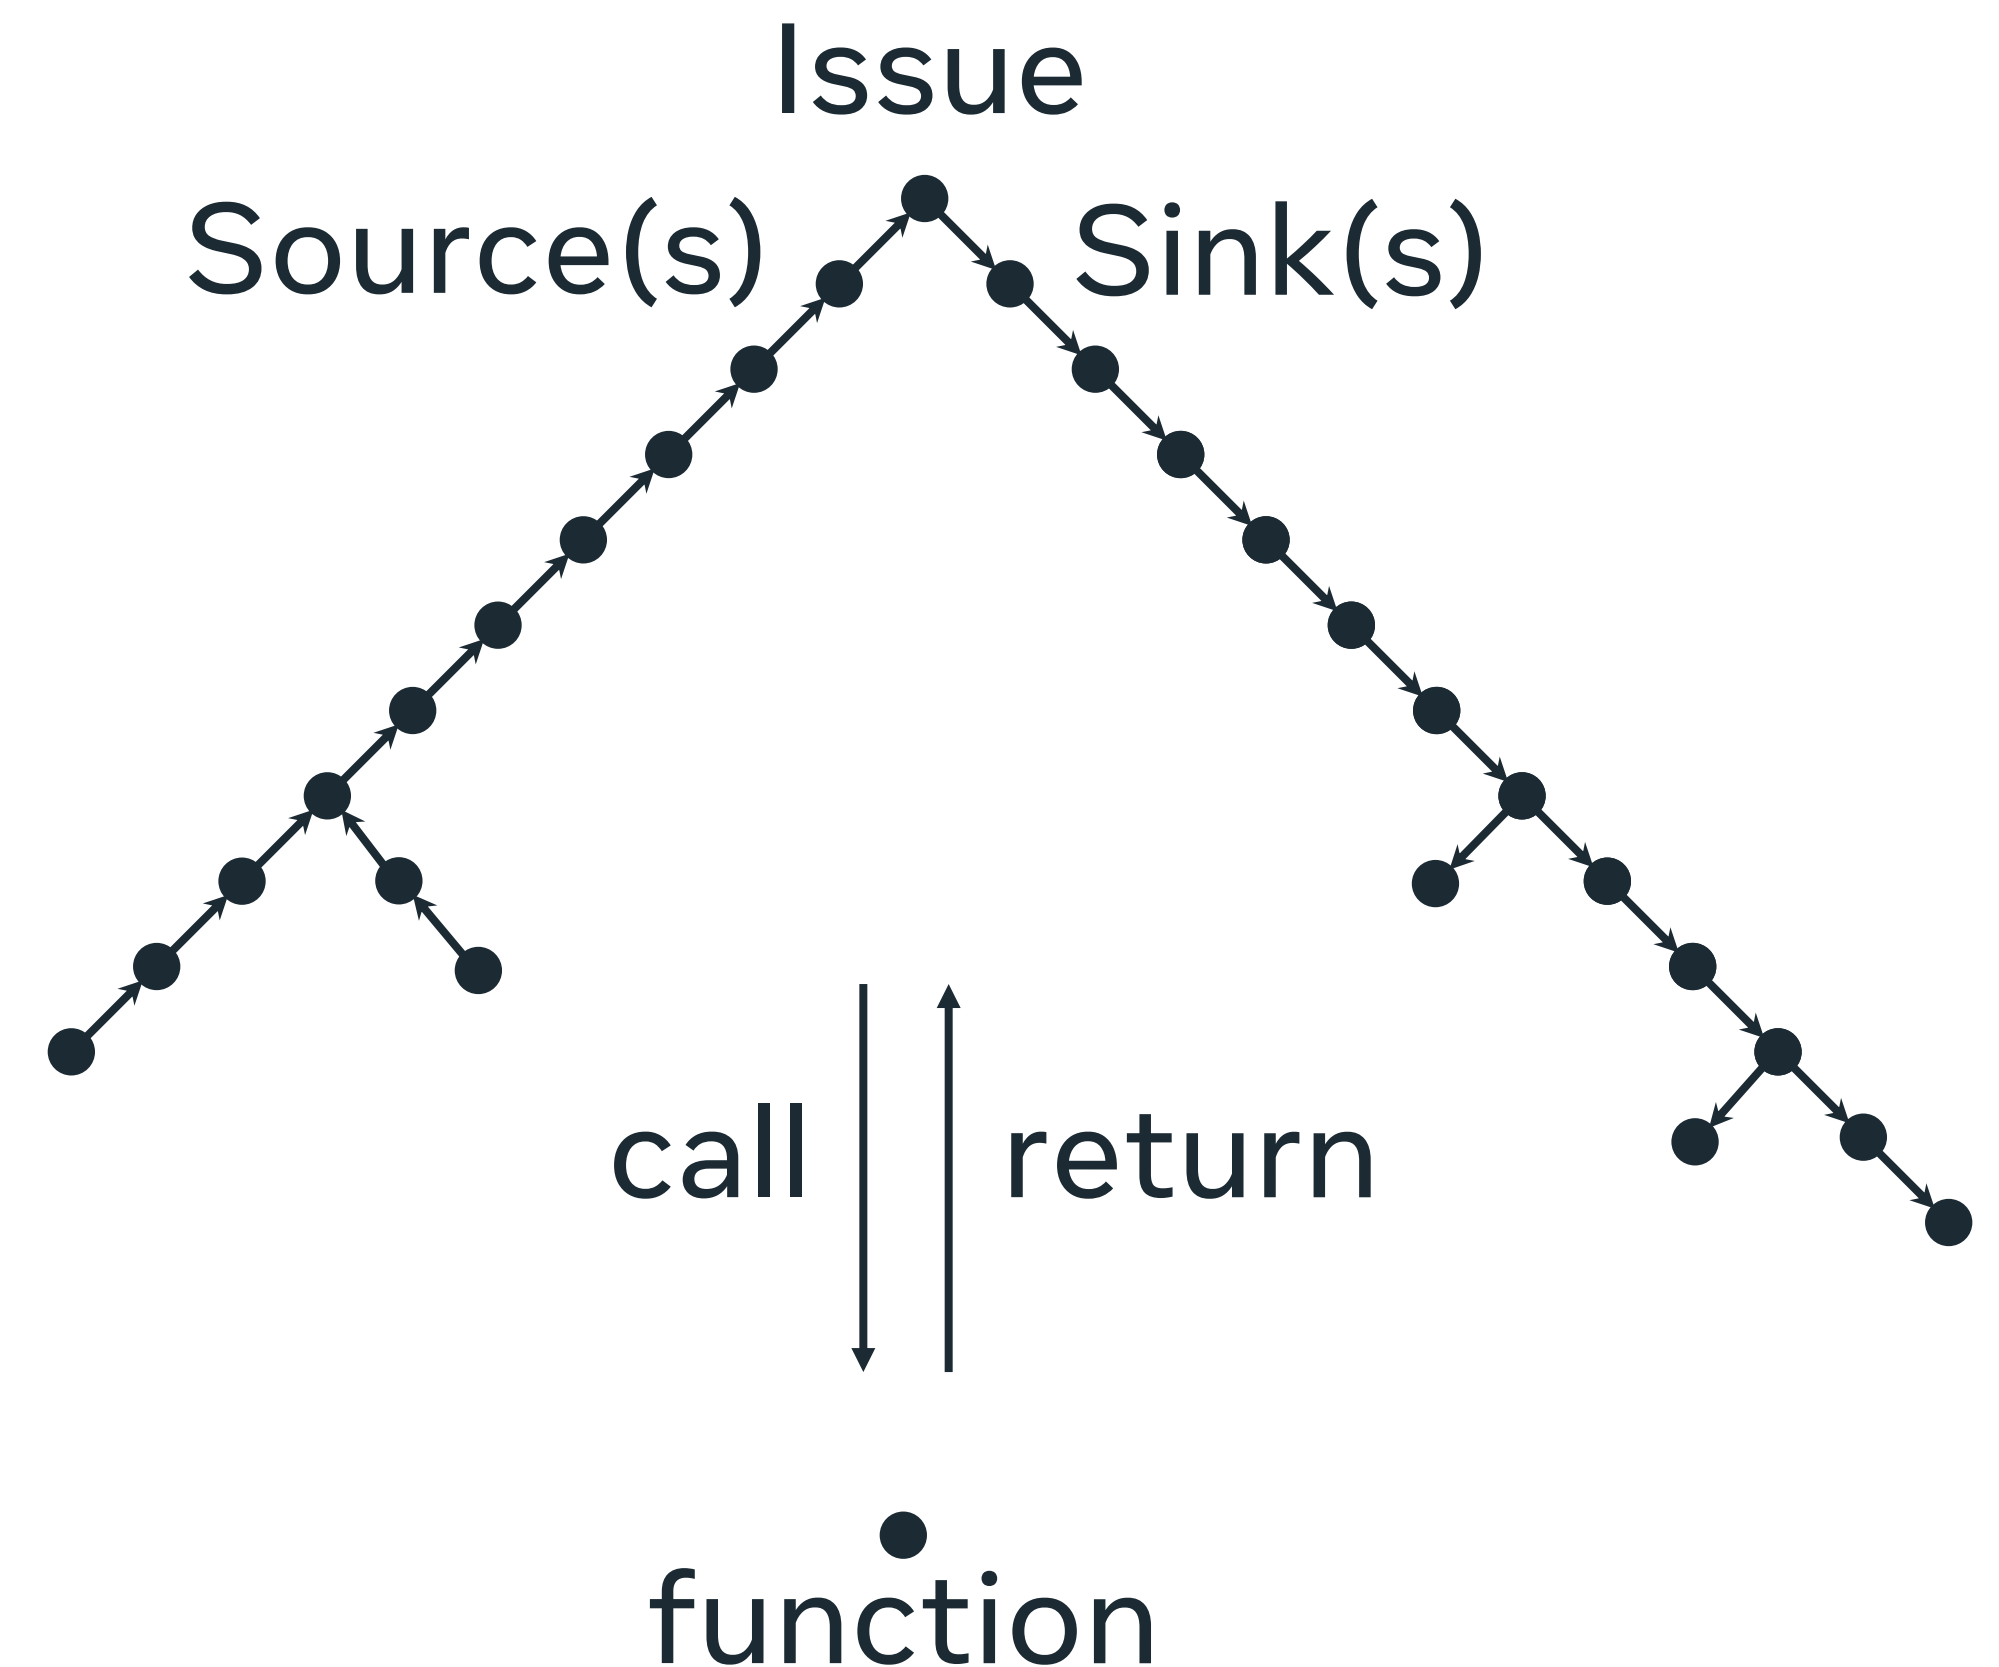 Issue
Source(s)
Sink(s)
call
return
function